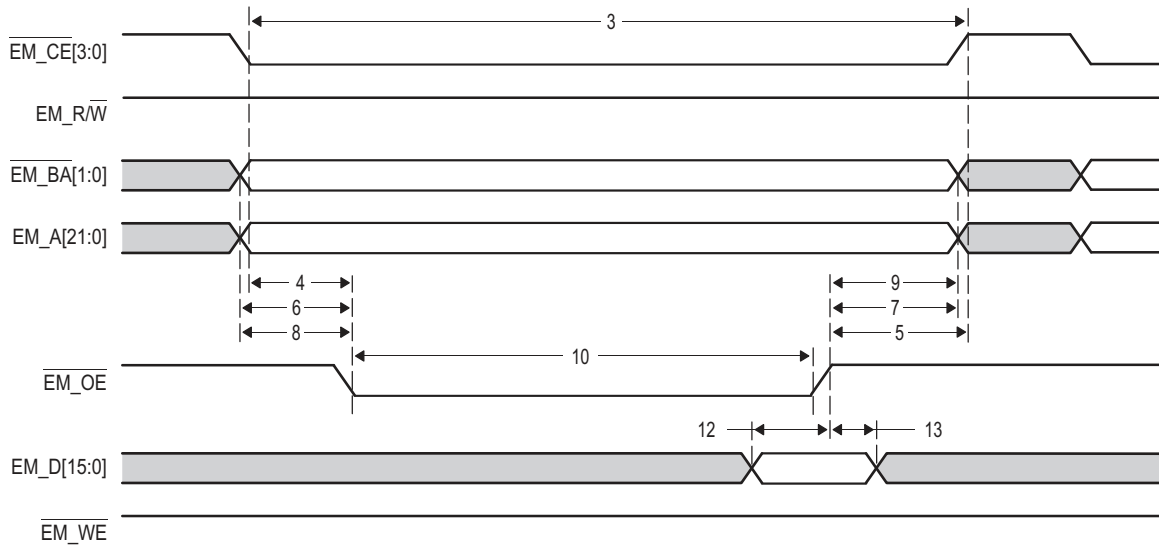 3
EM_CE[3:0]
EM_R/W
EM_BA[1:0]
EM_A[21:0]
4 9
6 7
8 5
10
EM_OE
12 13
EM_D[15:0]
EM_WE